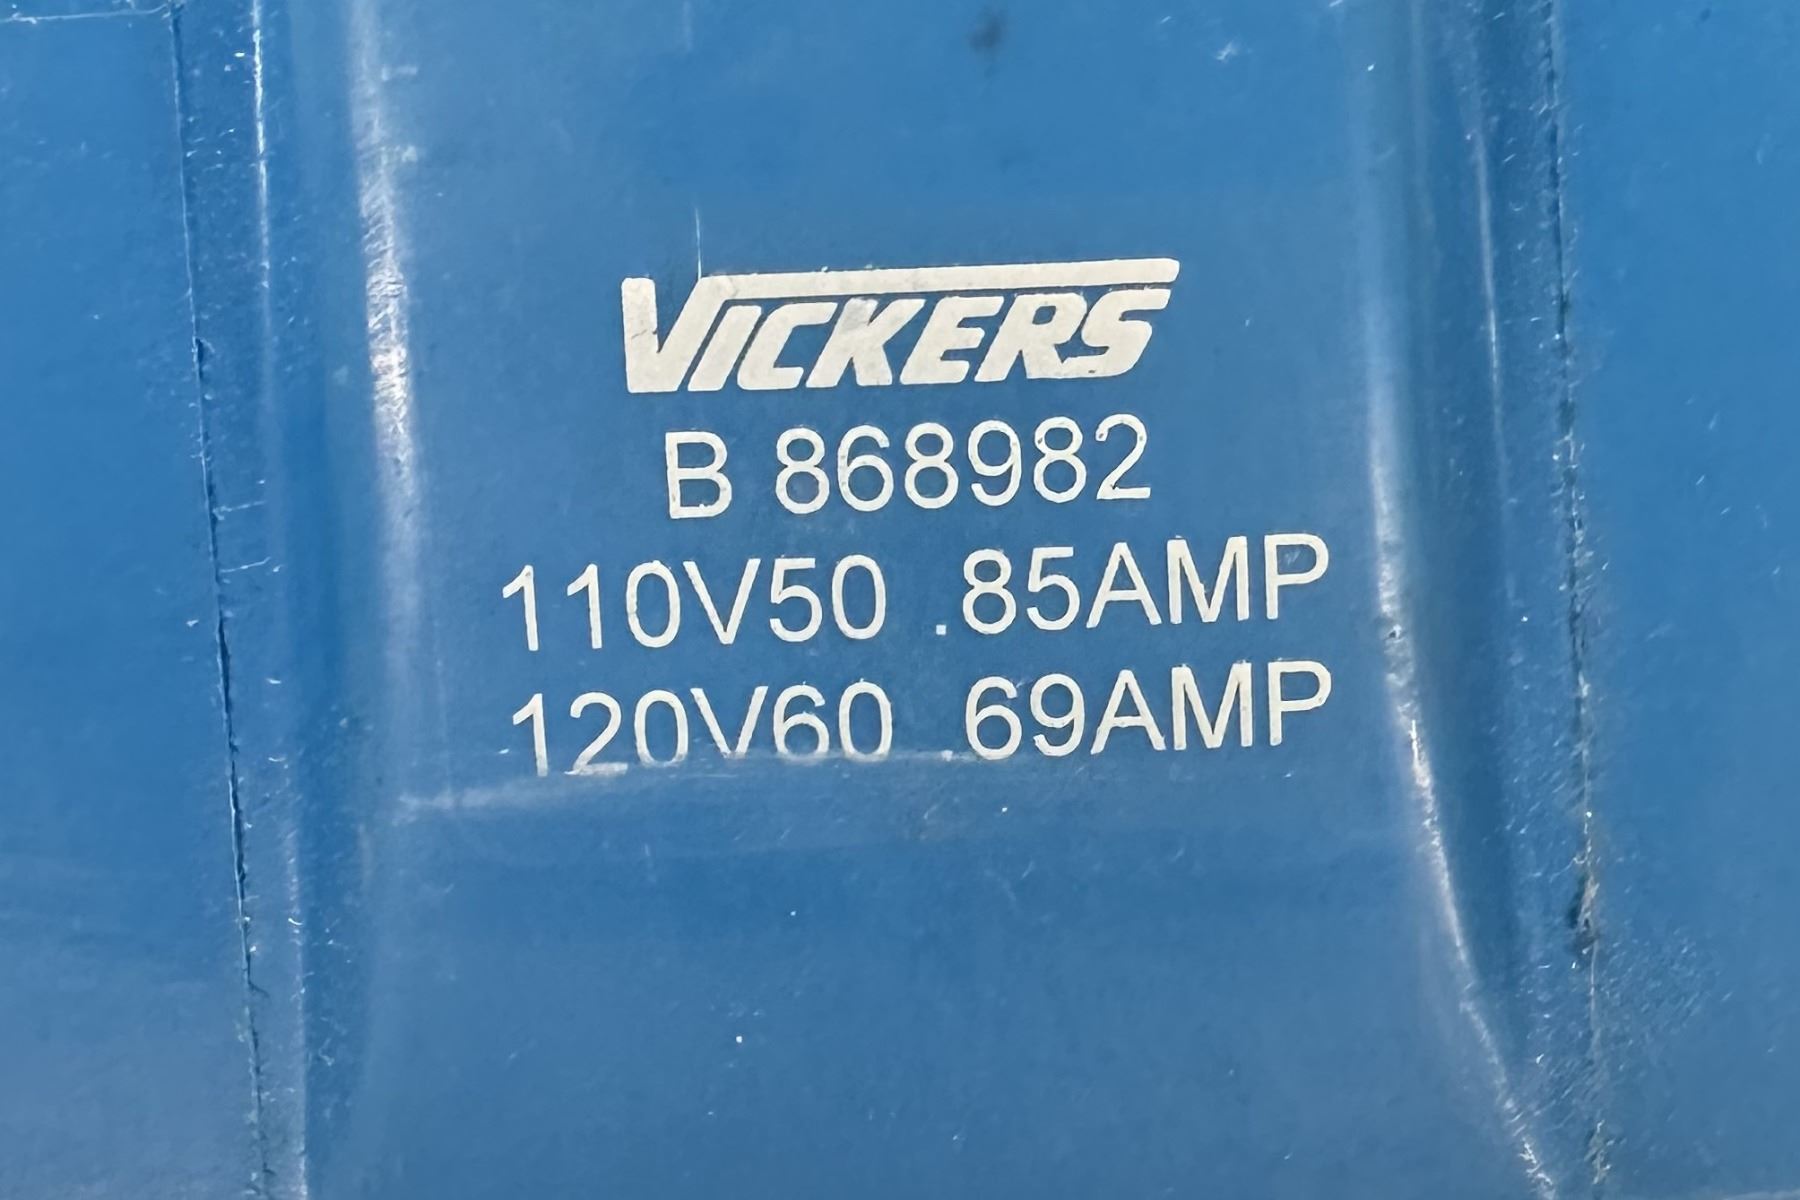 VICKERS
B 868982
110V50 .85AMP
120V60 .69AMP